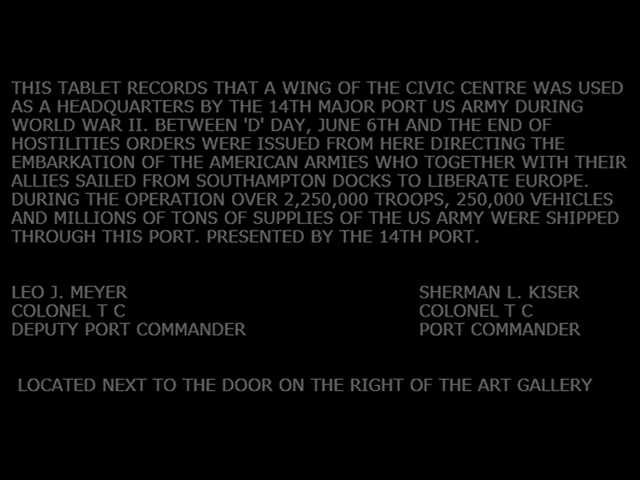 THIS TABLET RECORDS THAT A WING OF THE CIVIC CENTRE WAS USED
AS A HEADQUARTERS BY THE 14TH MAJOR PORT US ARMY DURING
WORLD WAR II. BETWEEN 'D' DAY, JUNE 6TH AND THE END OF
HOSTILITIES ORDERS WERE ISSUED FROM HERE DIRECTING THE
EMBARKATION OF THE AMERICAN ARMIES WHO TOGETHER WITH THEIR
ALLIES SAILED FROM SOUTHAMPTON DOCKS TO LIBERATE EUROPE.
DURING THE OPERATION OVER 2,250,000 TROOPS, 250,000 VEHICLES
AND MILLIONS OF TONS OF SUPPLIES OF THE US ARMY WERE SHIPPED
THROUGH THIS PORT. PRESENTED BY THE 14TH PORT.
LEO J. MEYER SHERMAN L. KISER
COLONEL T C COLONEL T C
DEPUTY PORT COMMANDER PORT COMMANDER
LOCATED NEXT TO THE DOOR ON THE RIGHT OF THE ART GALLERY